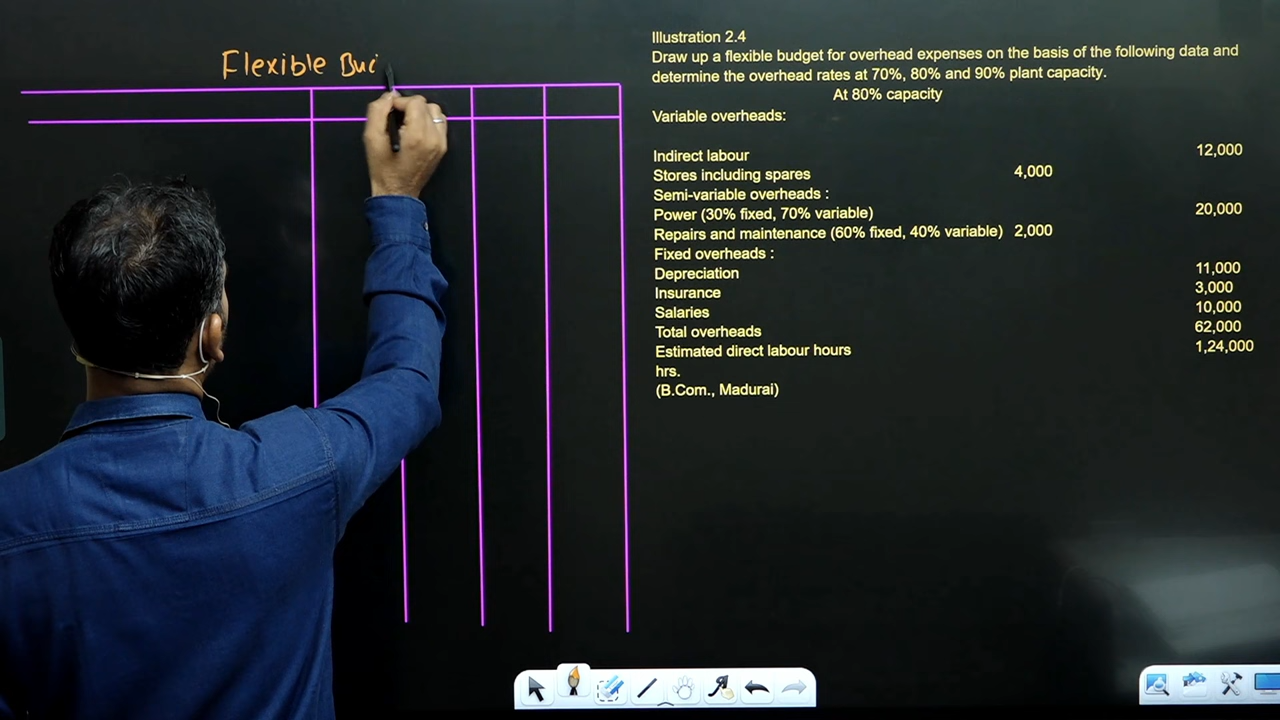 Flexible Bu
Illustration 2.4
Draw up a flexible budget for overhead expenses on the basis of the following data and
determine the overhead rates at 70%, 80% and 90% plant capacity.
At 80% capacity
Variable overheads:
Indirect labour 12,000
Stores including spares 4,000
Semi-variable overheads :
Power (30% fixed, 70% variable) 20,000
Repairs and maintenance (60% fixed, 40% variable) 2,000
Fixed overheads :
Depreciation 11,000
Insurance 3,000
Salaries 10,000
Total overheads 62,000
Estimated direct labour hours 1,24,000
hrs.
(B.Com., Madurai)